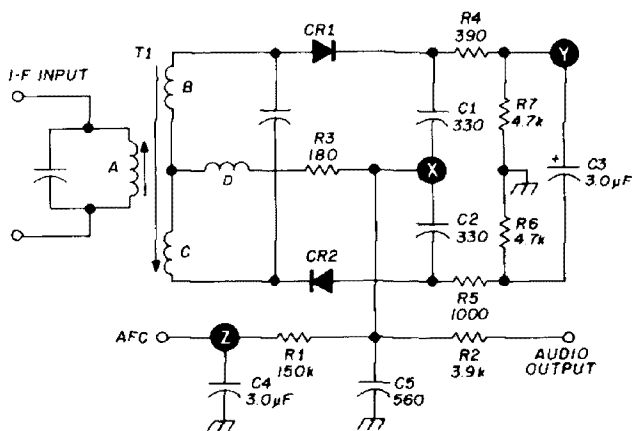 I-F INPUT
T1
A
B
C
D
CR1
CR2
R3
180
R4
390
C1
330
X
C2
330
R5
1000
R7
4.7k
R6
4.7k
Y
+
C3
3.0µF
AFC
Z
C4
3.0µF
R1
150k
C5
560
R2
3.9k
AUDIO
OUTPUT